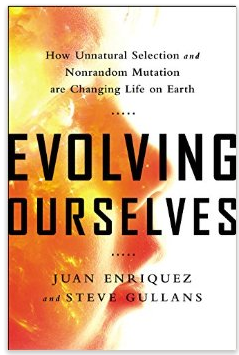 How Unnatural Selection and
Nonrandom Mutation
are Changing Life on Earth
EVOLVING
OURSELVES
JUAN ENRIQUEZ
and STEVE GULLANS